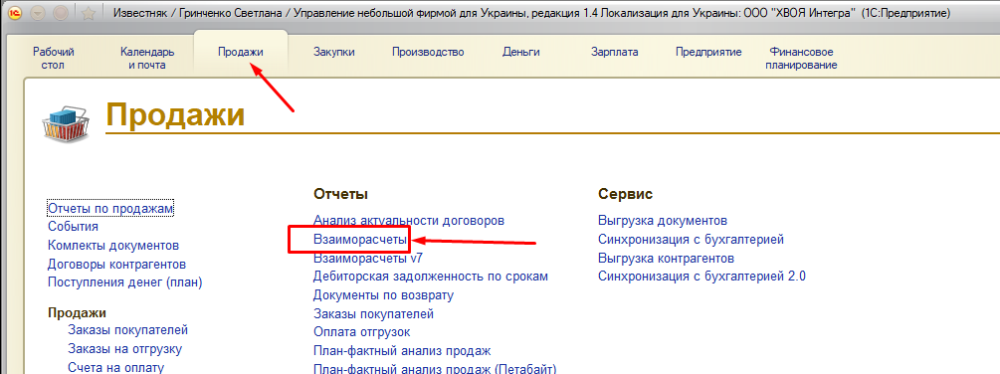 Известняк / Гринченко Светлана / Управление небольшой фирмой для Украины, редакция 1.4 Локализация для Украины: ООО "ХВОЯ Интегра" (1С:Предприятие)
Рабочий стол
Календарь и почта
Продажи
Закупки
Производство
Деньги
Зарплата
Предприятие
Финансовое планирование
Продажи
Отчеты по продажам
События
Комлекты документов
Договоры контрагентов
Поступления денег (план)
Продажи
Заказы покупателей
Заказы на отгрузку
Счета на оплату
Отчеты
Анализ актуальности договоров
Взаиморасчеты
Взаиморасчеты v7
Дебиторская задолженность по срокам
Документы по возврату
Заказы покупателей
Оплата отгрузок
План-фактный анализ продаж
План-фактный анализ продаж (Петабайт)
Сервис
Выгрузка документов
Синхронизация с бухгалтерией
Выгрузка контрагентов
Синхронизация с бухгалтерией 2.0